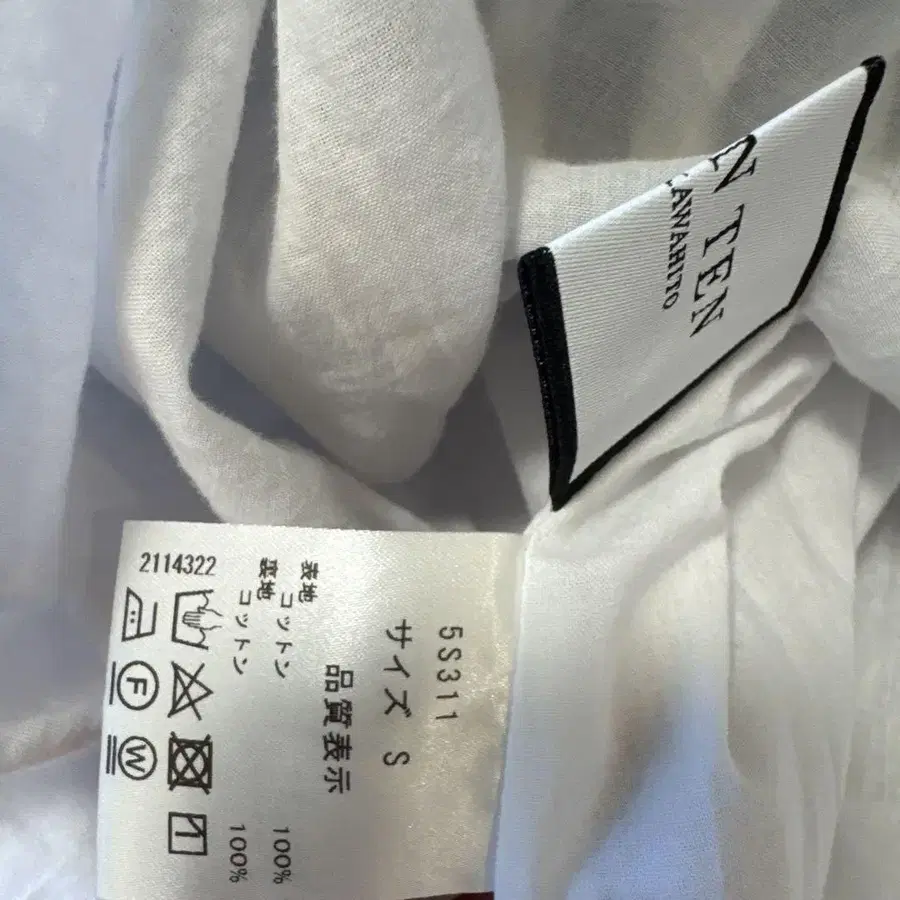 N TEN
KAWAHITO
5S311
サイズ S
品質表示
表地 コットン 100%
裏地 コットン 100%
F
W
2114322